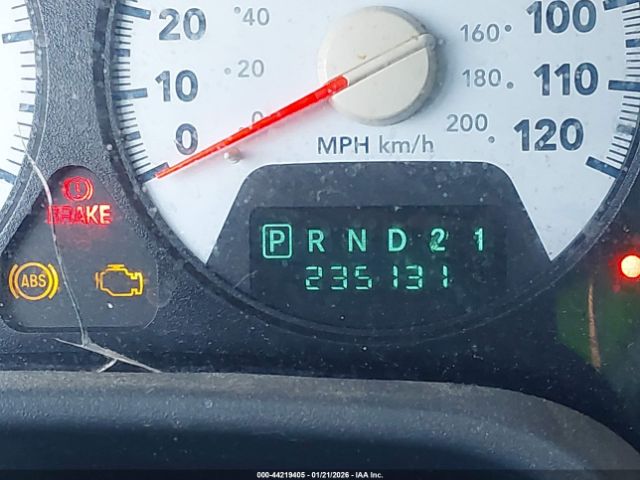 20 40 160 100
10 20 180 110
0 0 200 120
MPH km/h
BRAKE
P R N D 2 1
ABS
235131
000-44219405 - 01/21/2026 - IAA Inc.